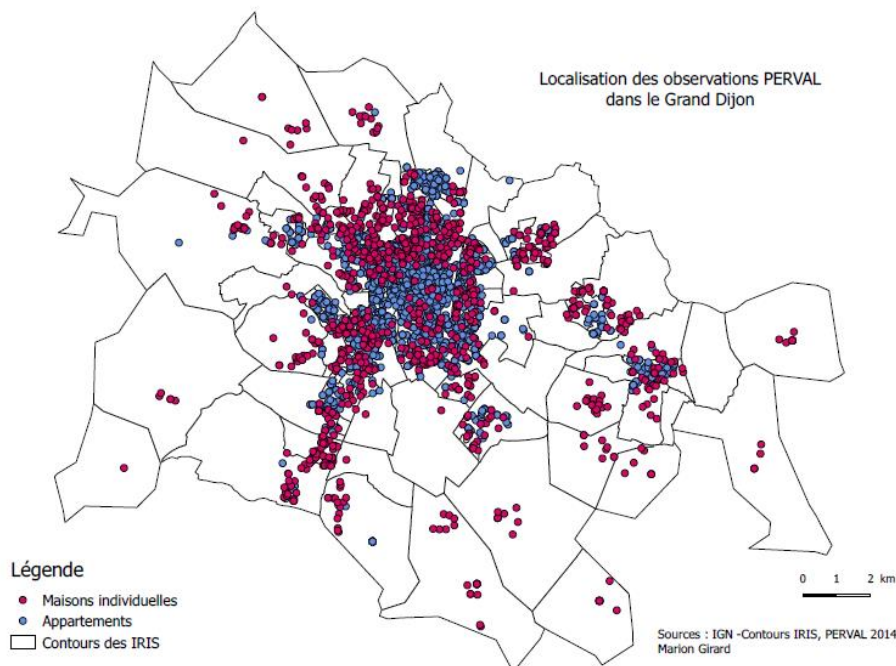 Localisation des observations PERVAL
dans le Grand Dijon
Légende
Maisons individuelles
Appartements
Contours des IRIS
0 1 2 km
Sources : IGN -Contours IRIS, PERVAL 2014
Marion Girard